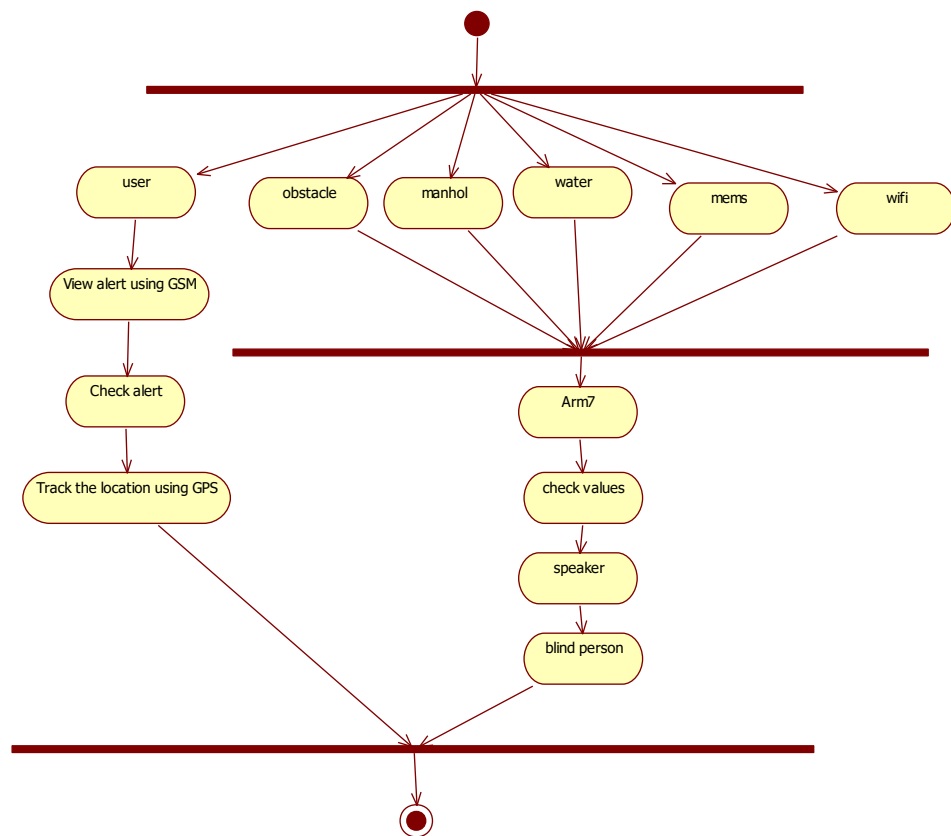 user
obstacle
manhol
water
mems
wifi
View alert using GSM
Check alert
Track the location using GPS
Arm7
check values
speaker
blind person